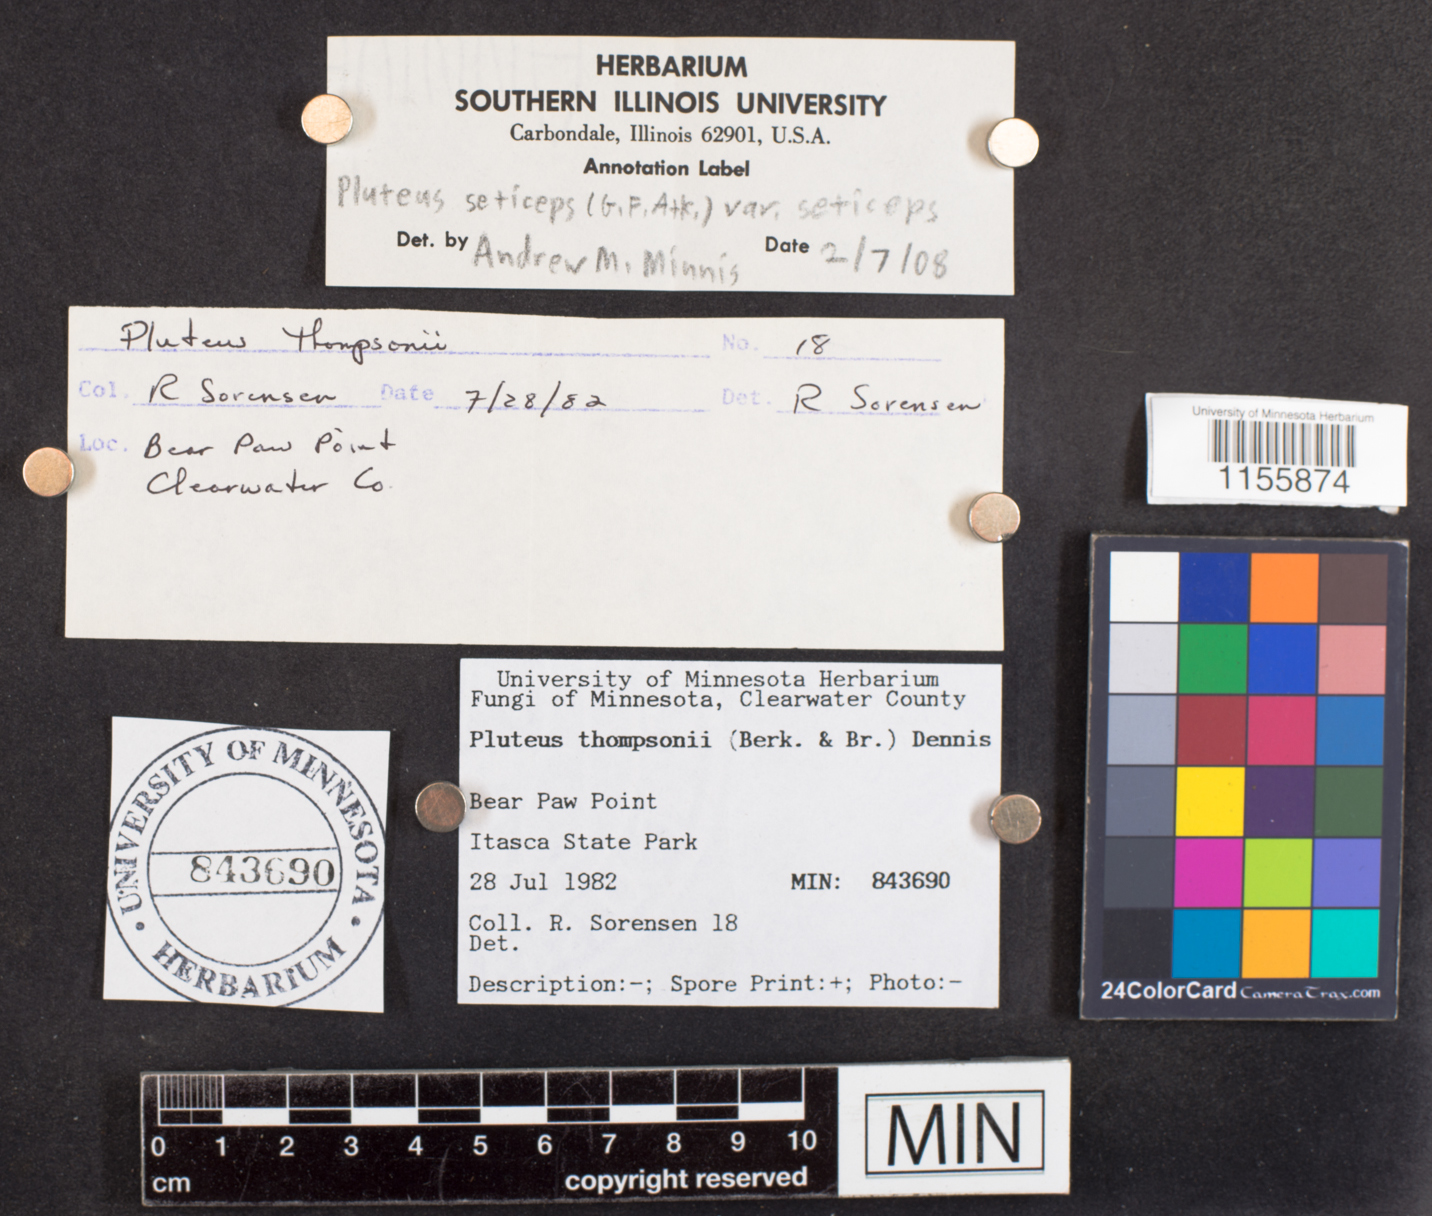 HERBARIUM
SOUTHERN ILLINOIS UNIVERSITY
Carbondale, Illinois 62901, U.S.A.
Annotation Label
Pluteus seticeps (G.F. Atk.) var. seticeps
Det. by Andrew M. Minnis Date 2/7/08
Pluteus thompsonii No. 18
Col. R Sorensen Date 7/28/82 Det. R Sorensen
Loc. Bear Paw Point
Clearwater Co.
University of Minnesota Herbarium
1155874
University of Minnesota Herbarium
Fungi of Minnesota, Clearwater County
Pluteus thompsonii (Berk. & Br.) Dennis
Bear Paw Point
Itasca State Park
28 Jul 1982 MIN: 843690
Coll. R. Sorensen 18
Det.
Description:-; Spore Print:+; Photo:-
UNIVERSITY OF MINNESOTA
843690
HERBARIUM
24ColorCard CameraTrax.com
0 1 2 3 4 5 6 7 8 9 10
cm copyright reserved
MIN